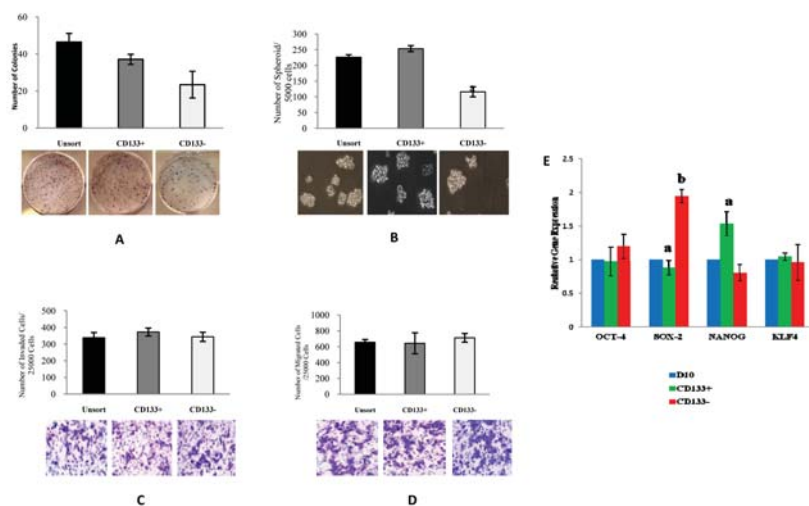 60
40
20
0
Number of Colonies
Unsort CD133+ CD133-
A
300
250
200
150
100
50
0
Number of Spheroid/
5000 cells
Unsort CD133+ CD133-
B
400
300
200
100
0
Number of Invaded Cells/
25000 Cells
Unsort CD133+ CD133-
C
1000
800
600
400
200
0
Number of Migrated Cells
/25000 Cells
Unsort CD133+ CD133-
D
E
2.5
2
1.5
1
0.5
0
Gene Expression
b
a
a
OCT-4 SOX-2 NANOG KLF4
D10
CD133+
CD133-